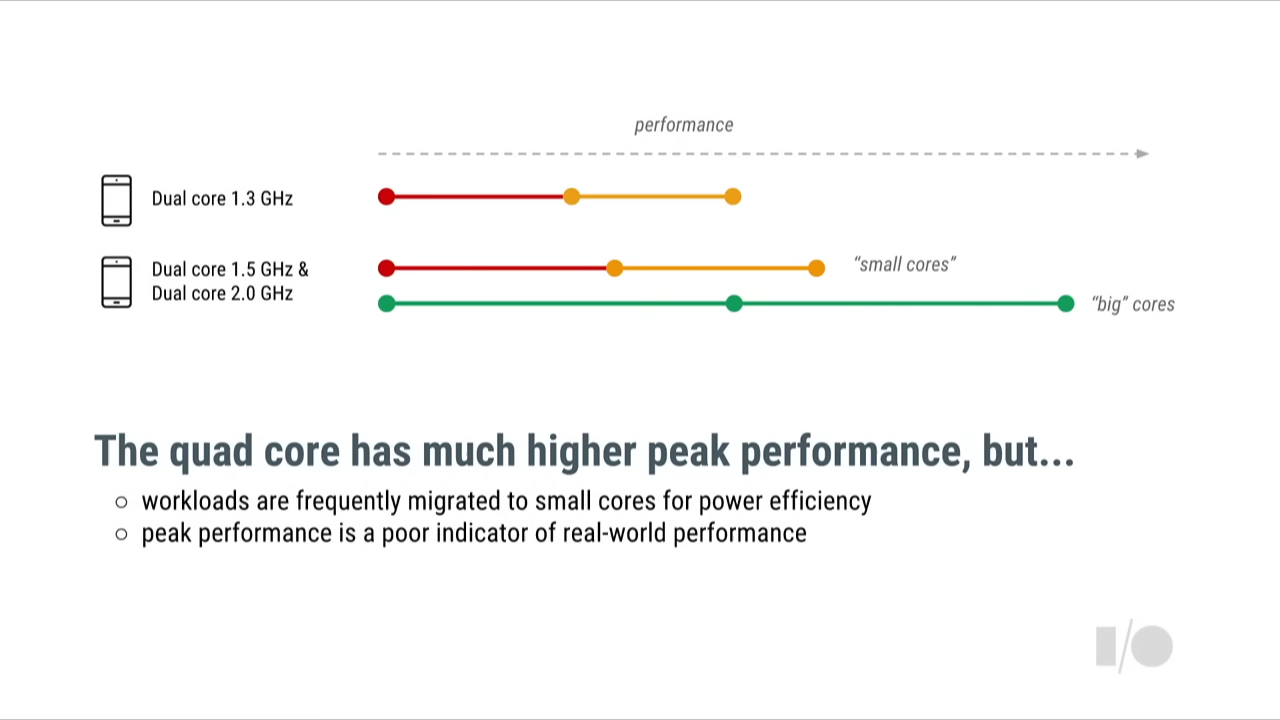 performance
Dual core 1.3 GHz
Dual core 1.5 GHz &
Dual core 2.0 GHz
“small cores”
“big” cores
The quad core has much higher peak performance, but...
○ workloads are frequently migrated to small cores for power efficiency
○ peak performance is a poor indicator of real-world performance
I/O